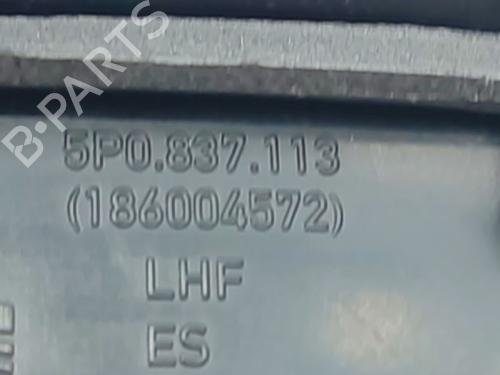 B-PARTS
5P0.837.113
(186004572)
LHF
ES